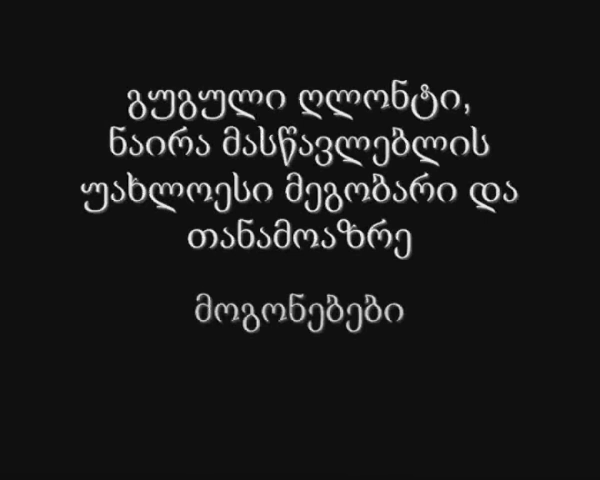 გუგული ღლონტი,
ნაირა მასწავლებლის
უახლოესი მეგობარი და
თანამოაზრე
მოგონებები